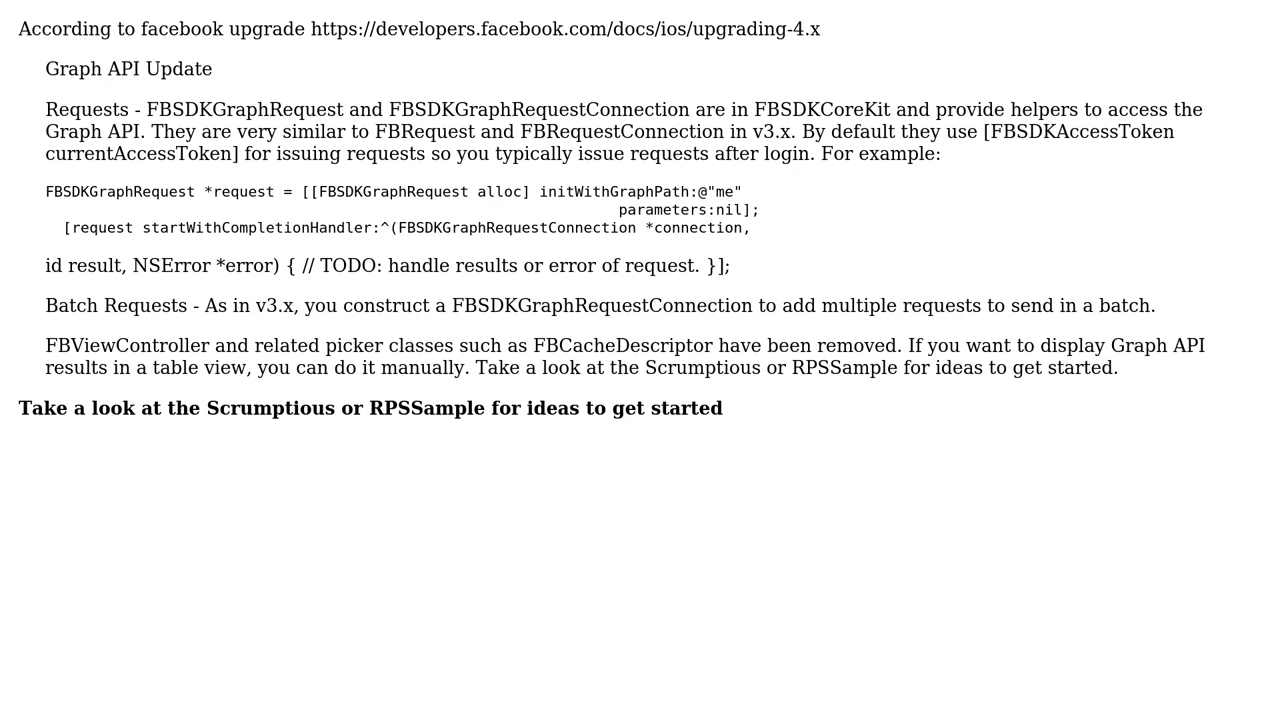 According to facebook upgrade https://developers.facebook.com/docs/ios/upgrading-4.x
Graph API Update
Requests - FBSDKGraphRequest and FBSDKGraphRequestConnection are in FBSDKCoreKit and provide helpers to access the
Graph API. They are very similar to FBRequest and FBRequestConnection in v3.x. By default they use [FBSDKAccessToken
currentAccessToken] for issuing requests so you typically issue requests after login. For example:
FBSDKGraphRequest *request = [[FBSDKGraphRequest alloc] initWithGraphPath:@"me"
parameters:nil];
[request startWithCompletionHandler:^(FBSDKGraphRequestConnection *connection,
id result, NSError *error) { // TODO: handle results or error of request. }];
Batch Requests - As in v3.x, you construct a FBSDKGraphRequestConnection to add multiple requests to send in a batch.
FBViewController and related picker classes such as FBCacheDescriptor have been removed. If you want to display Graph API
results in a table view, you can do it manually. Take a look at the Scrumptious or RPSSample for ideas to get started.
Take a look at the Scrumptious or RPSSample for ideas to get started